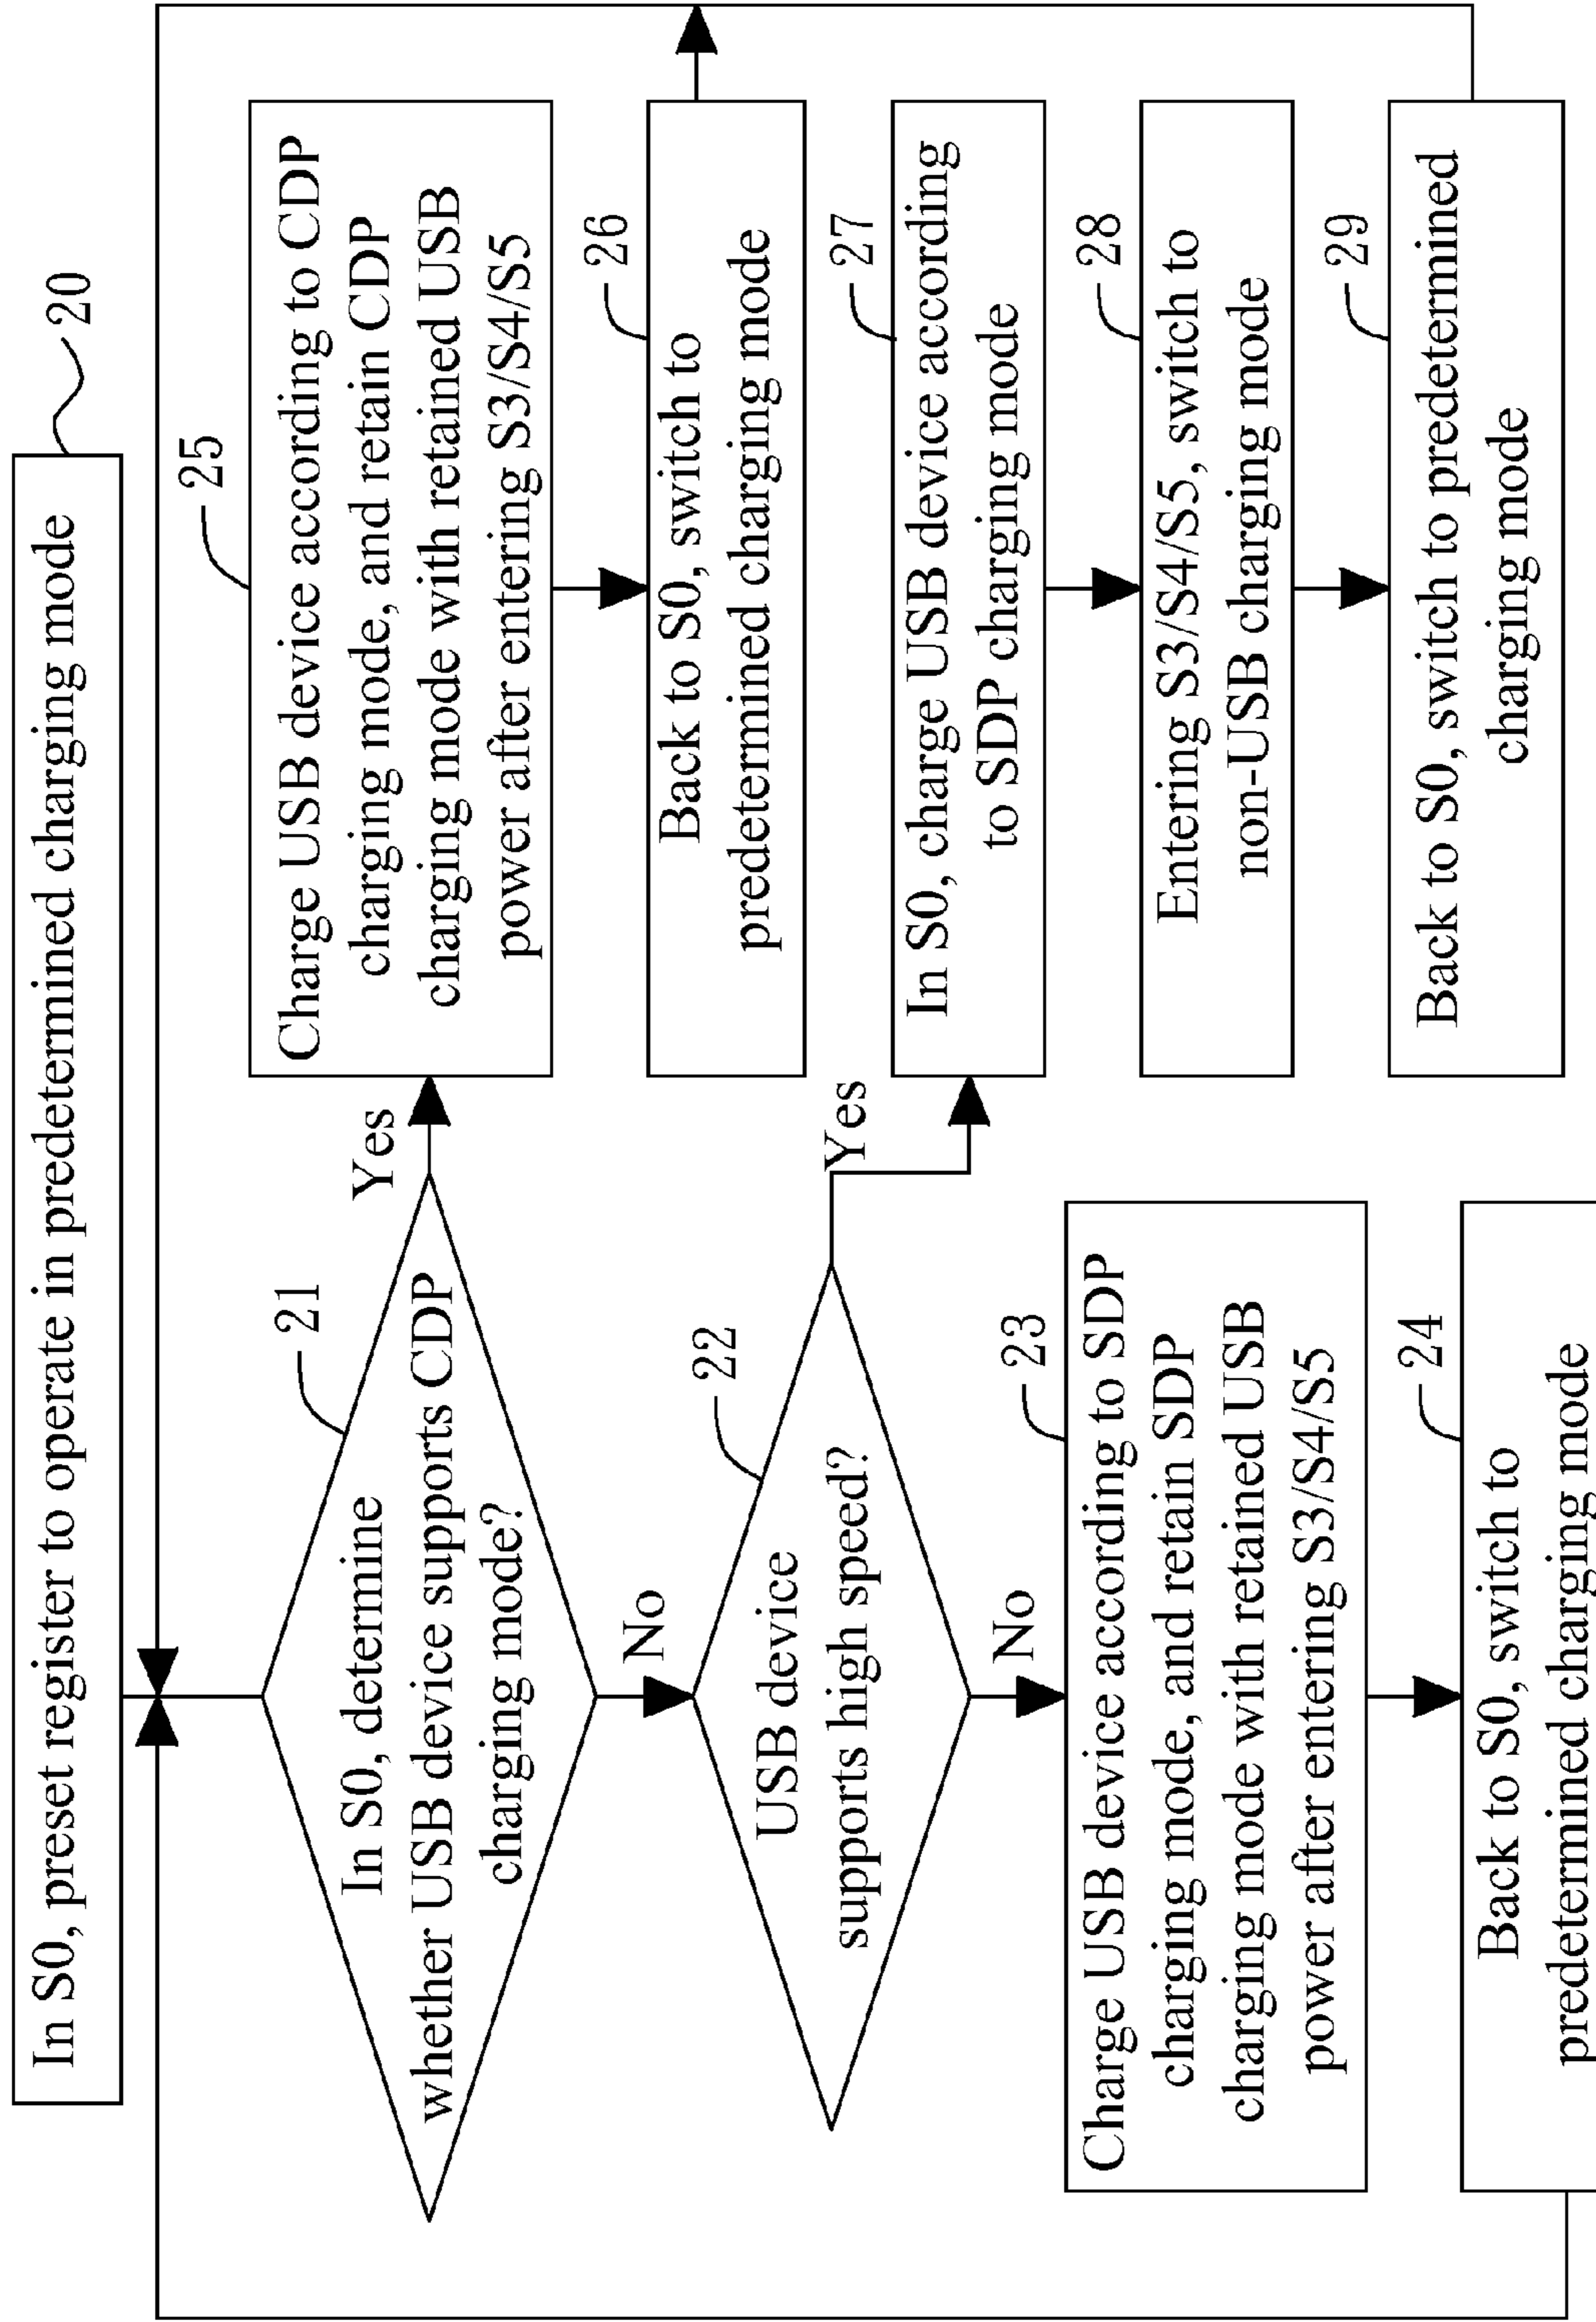 In S0, preset register to operate in predetermined charging mode
20
21
In S0, determine
whether USB device supports CDP
charging mode?
Yes
No
22
USB device
supports high speed?
Yes
No
23
Charge USB device according to SDP
charging mode, and retain SDP
charging mode with retained USB
power after entering S3/S4/S5
24
Back to S0, switch to
predetermined charging mode
25
Charge USB device according to CDP
charging mode, and retain CDP
charging mode with retained USB
power after entering S3/S4/S5
26
Back to S0, switch to
predetermined charging mode
27
In S0, charge USB device according
to SDP charging mode
28
Entering S3/S4/S5, switch to
non-USB charging mode
29
Back to S0, switch to predetermined
charging mode